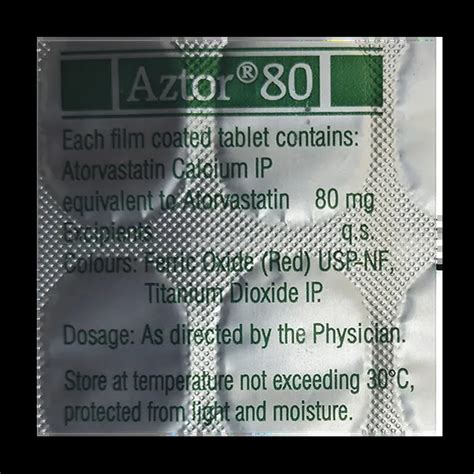 Aztor®80
Each film coated tablet contains:
Atorvastatin Calcium IP
equivalent to Atorvastatin 80 mg
Excipients q.s
Colours: Ferric Oxide (Red) USP-NF,
Titanium Dioxide IP.
Dosage: As directed by the Physician.
Store at temperature not exceeding 30°C,
protected from light and moisture.